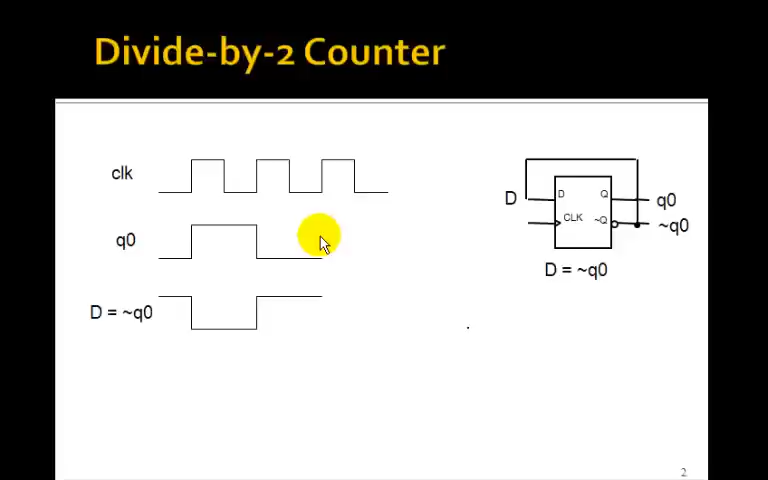 Divide-by-2 Counter
clk
q0
D = ~q0
D
D
Q
q0
CLK
~Q
~q0
D = ~q0
2